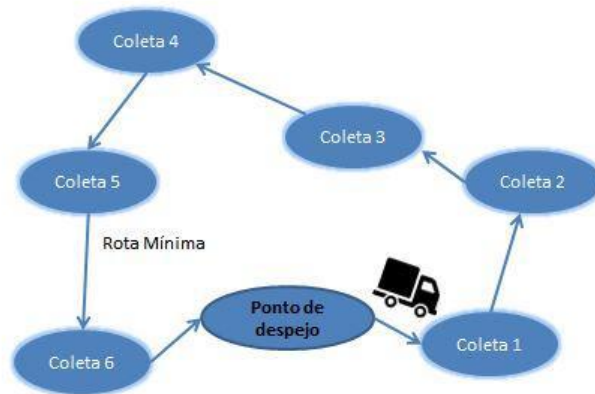 Coleta 4
Coleta 3
Coleta 5
Coleta 2
Rota Mínima
Ponto de
despejo
Coleta 1
Coleta 6